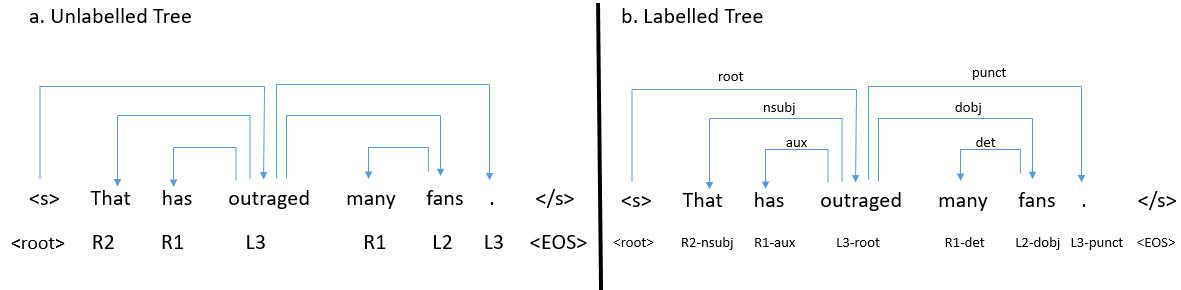 a. Unlabelled Tree
<s> That has outraged many fans . </s>
<root> R2 R1 L3 R1 L2 L3 <EOS>
b. Labelled Tree
root punct
nsubj dobj
aux det
<s> That has outraged many fans . </s>
<root> R2-nsubj R1-aux L3-root R1-det L2-dobj L3-punct <EOS>